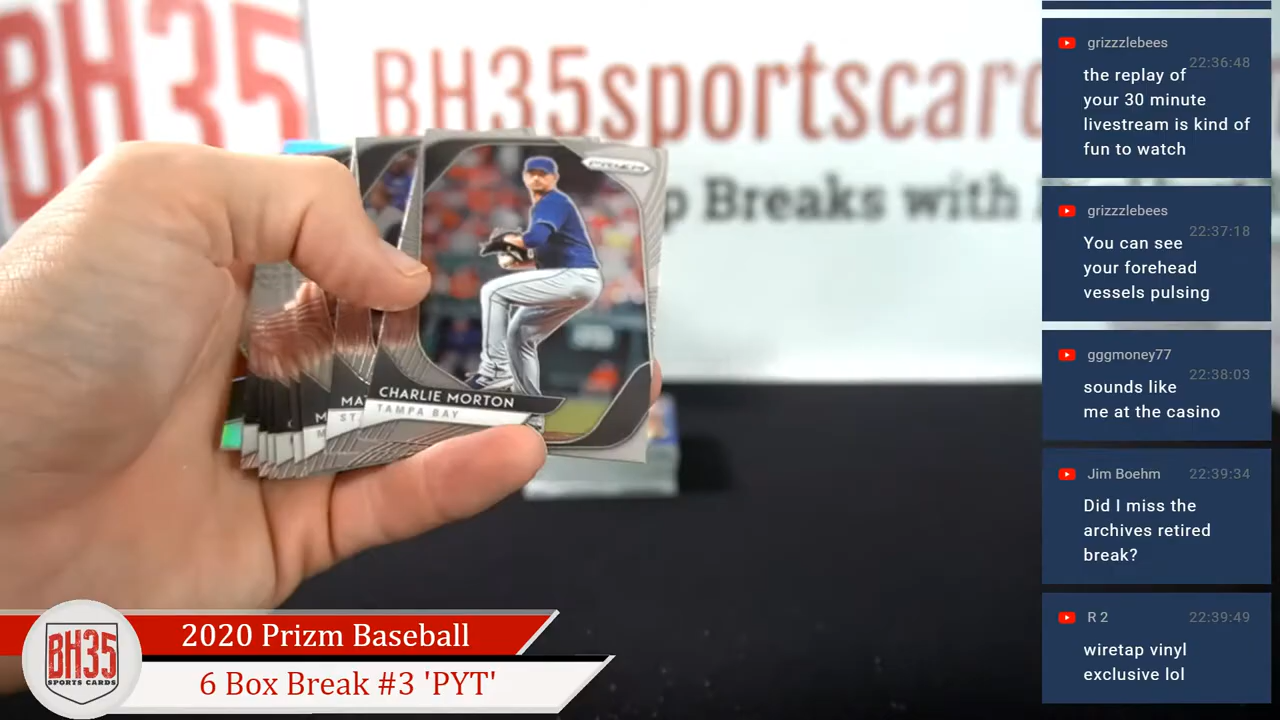 BH35
BH35sportscar
p Breaks with
PRIZM
CHARLIE MORTON
TAMPA BAY
MA
ST.
M
M
BH35
SPORTS CARDS
2020 Prizm Baseball
6 Box Break #3 'PYT'
grizzzlebees
22:36:48
the replay of
your 30 minute
livestream is kind of
fun to watch
grizzzlebees
22:37:18
You can see
your forehead
vessels pulsing
gggmoney77
22:38:03
sounds like
me at the casino
Jim Boehm 22:39:34
Did I miss the
archives retired
break?
R 2 22:39:49
wiretap vinyl
exclusive lol